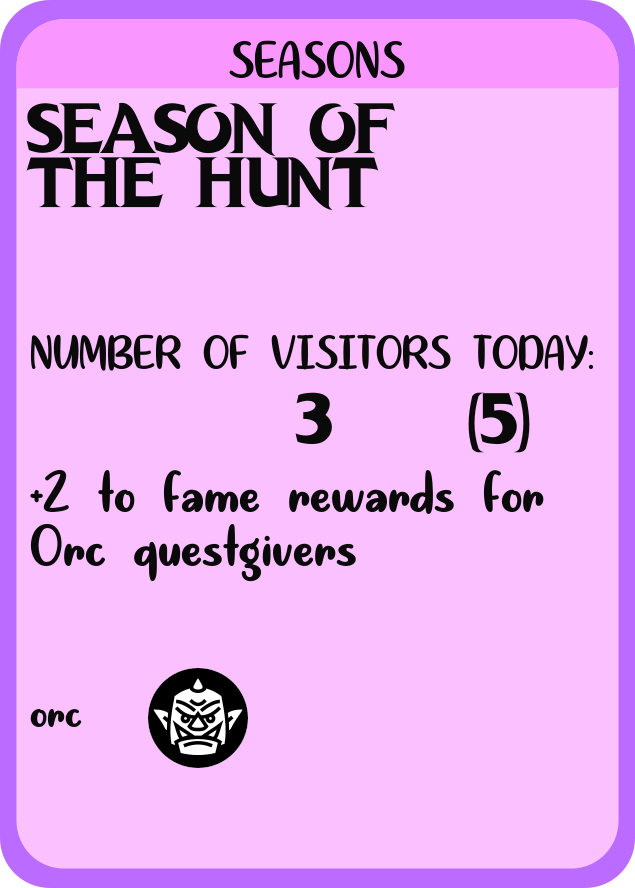 SEASONS
SEASON OF
THE HUNT
NUMBER OF VISITORS TODAY:
3 (5)
+2 to fame rewards for
Orc questgivers
orc